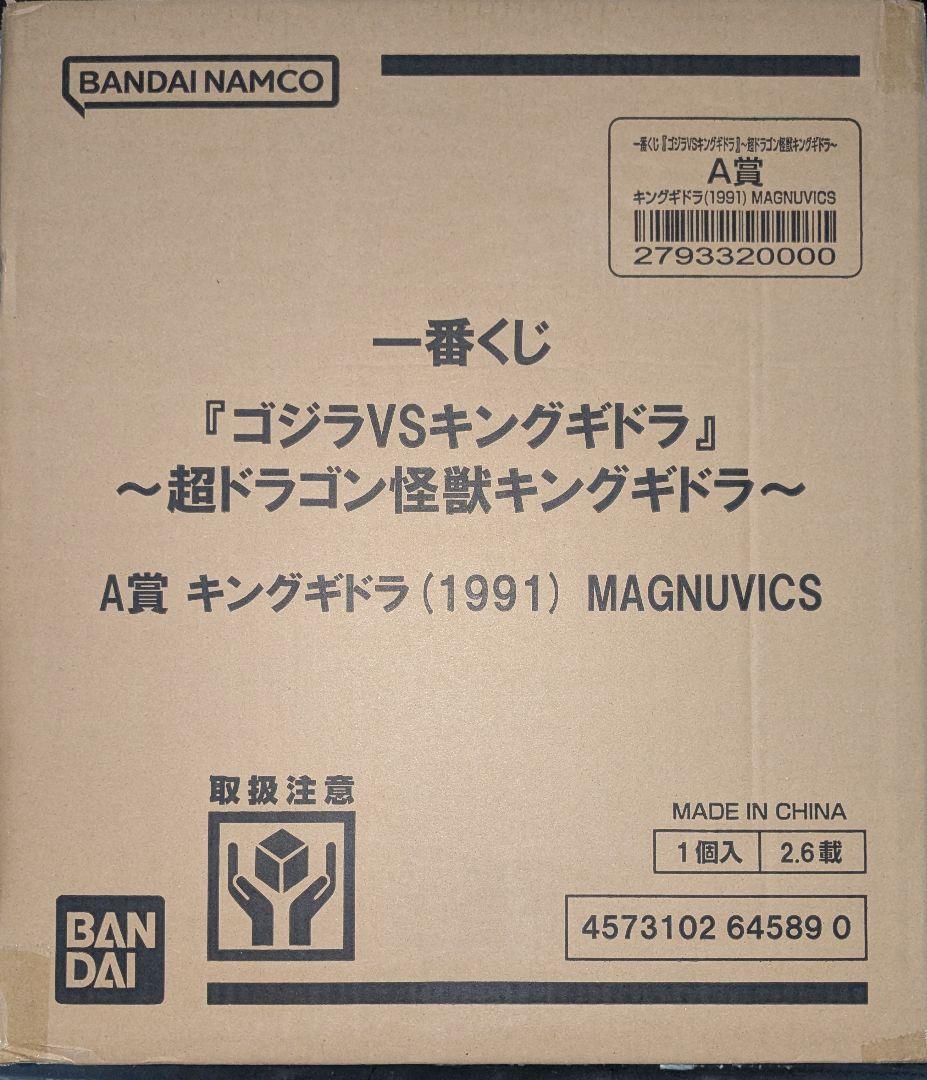 BANDAI NAMCO
一番くじ『ゴジラVSキングギドラ』~超ドラゴン怪獣キングギドラ~
A賞
キングギドラ(1991) MAGNUVICS
2793320000
一番くじ
『ゴジラVSキングギドラ』
～超ドラゴン怪獣キングギドラ～
A賞 キングギドラ(1991) MAGNUVICS
取扱注意
MADE IN CHINA
1個入 2.6載
4573102 64589 0
BAN
DAI